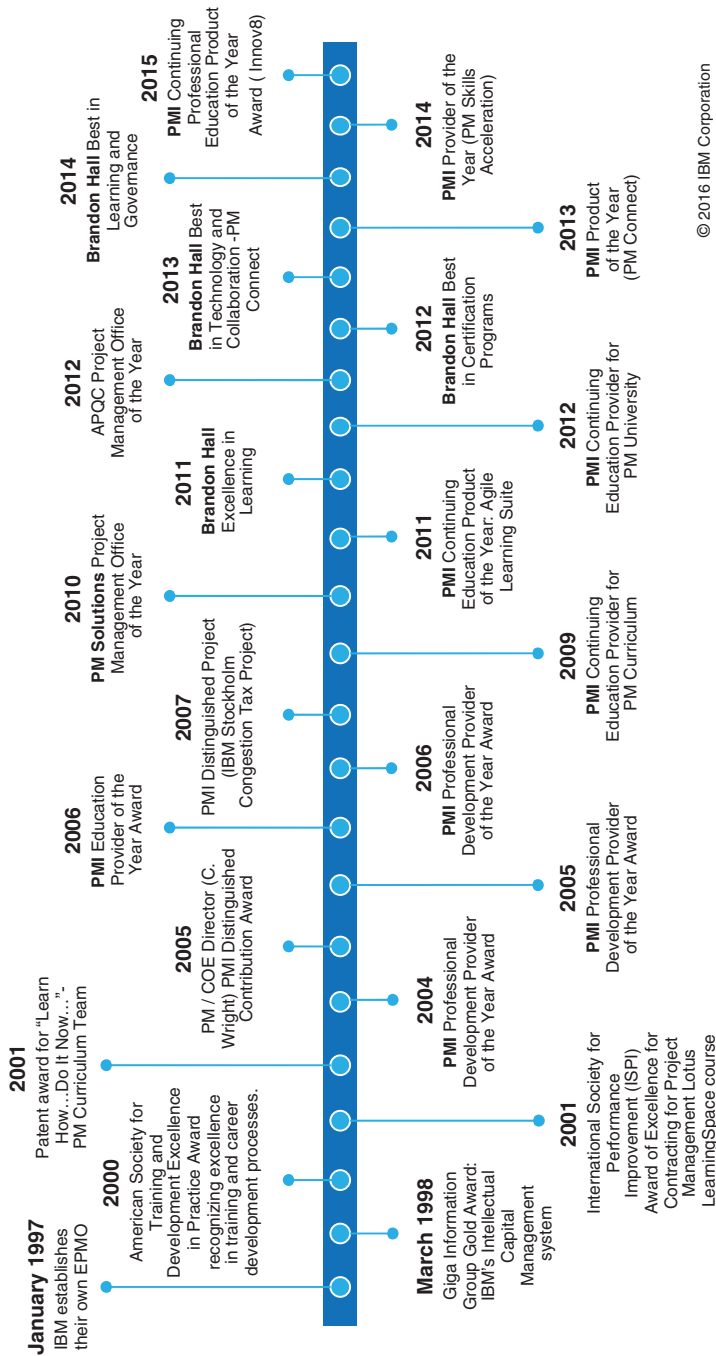 January 1997
IBM establishes
their own EPMO
March 1998
Giga Information
Group Gold Award:
IBM's Intellectual
Capital
Management
system
2000
American Society for
Training and
Development Excellence
in Practice Award
recognizing excellence
in training and career
development processes.
2001
International Society for
Performance
Improvement (ISPI)
Award of Excellence for
Contracting for Project
Management Lotus
LearningSpace course
2001
Patent award for “Learn
How...Do It Now...”-
PM Curriculum Team
2004
PMI Professional
Development Provider
of the Year Award
2005
PM / COE Director (C.
Wright) PMI Distinguished
Contribution Award
2005
PMI Professional
Development Provider
of the Year Award
2006
PMI Education
Provider of the
Year Award
2006
PMI Professional
Development Provider
of the Year Award
2007
PMI Distinguished Project
(IBM Stockholm
Congestion Tax Project)
2009
PMI Continuing
Education Provider for
PM Curriculum
2010
PM Solutions Project
Management Office
of the Year
2011
PMI Continuing
Education Product
of the Year: Agile
Learning Suite
2011
Brandon Hall
Excellence in
Learning
2012
PMI Continuing
Education Provider for
PM University
2012
APQC Project
Management Office
of the Year
2012
Brandon Hall Best
in Certification
Programs
2013
Brandon Hall Best
in Technology and
Collaboration -PM
Connect
2013
PMI Product
of the Year
(PM Connect)
2014
Brandon Hall Best in
Learning and
Governance
2014
PMI Provider of the
Year (PM Skills
Acceleration)
2015
PMI Continuing
Professional
Education Product
of the Year
Award ( Innov8)
© 2016 IBM Corporation